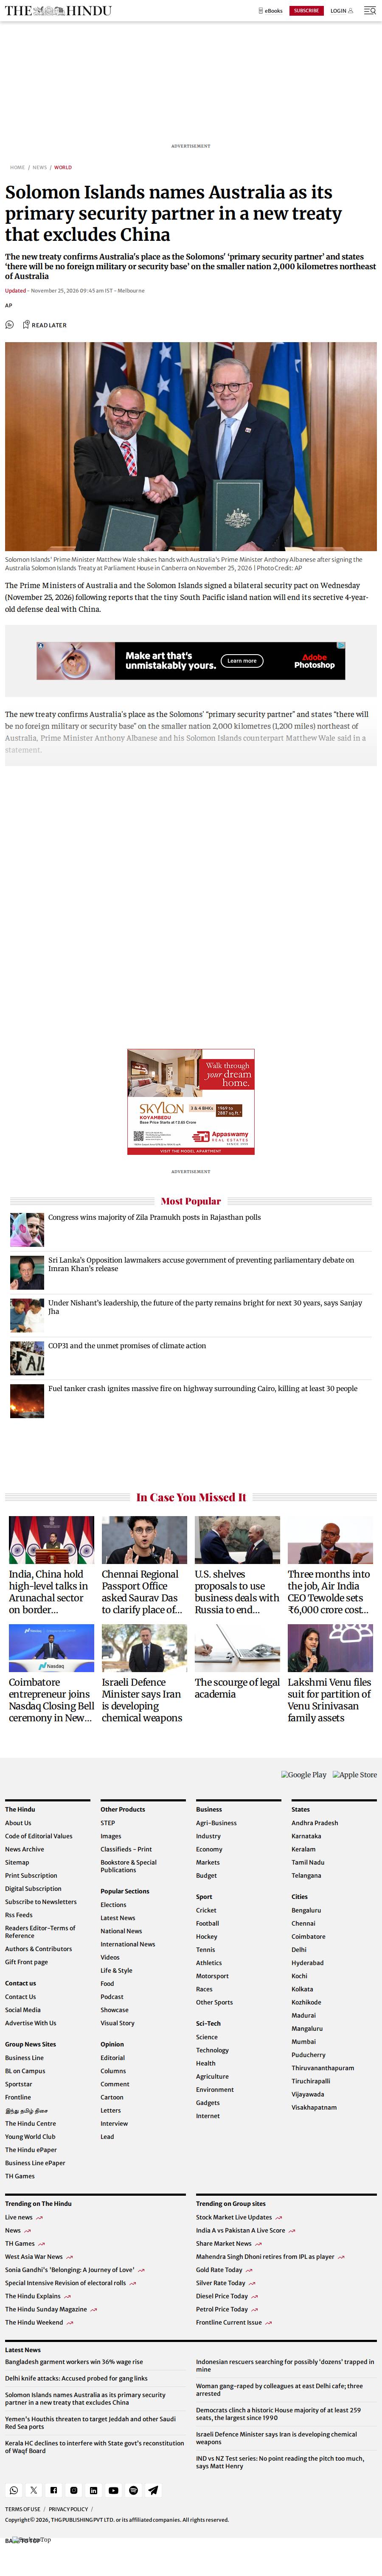 THE HINDU
eBooks
SUBSCRIBE
LOGIN
ADVERTISEMENT
HOME / NEWS / WORLD
Solomon Islands names Australia as its
primary security partner in a new treaty
that excludes China
The new treaty confirms Australia's place as the Solomons' ‘primary security partner’ and states
‘there will be no foreign military or security base’ on the smaller nation 2,000 kilometres northeast
of Australia
Updated - November 25, 2026 09:45 am IST - Melbourne
AP
READ LATER
Solomon Islands' Prime Minister Matthew Wale shakes hands with Australia's Prime Minister Anthony Albanese after signing the
Australia Solomon Islands Treaty at Parliament House in Canberra on November 25, 2026 | Photo Credit: AP
The Prime Ministers of Australia and the Solomon Islands signed a bilateral security pact on Wednesday
(November 25, 2026) following reports that the tiny South Pacific island nation will end its secretive 4-year-
old defense deal with China.
Make art that's
unmistakably yours.
Learn more
Adobe
Photoshop
The new treaty confirms Australia's place as the Solomons' “primary security partner” and states “there will
be no foreign military or security base” on the smaller nation 2,000 kilometres (1,200 miles) northeast of
Australia, Prime Minister Anthony Albanese and his Solomon Islands counterpart Matthew Wale said in a
statement.
Walk through
your dream
home.
SKYLON
KOYAMBEDU
3 & 4 BHKs
1969 to
2687 sq.ft.
Base Price Starts at 13.65 Crore
Appaswamy
REAL ESTATES
VISIT THE MODEL APARTMENT
ADVERTISEMENT
Most Popular
Congress wins majority of Zila Pramukh posts in Rajasthan polls
Sri Lanka’s Opposition lawmakers accuse government of preventing parliamentary debate on
Imran Khan’s release
Under Nishant’s leadership, the future of the party remains bright for next 30 years, says Sanjay
Jha
COP31 and the unmet promises of climate action
Fuel tanker crash ignites massive fire on highway surrounding Cairo, killing at least 30 people
In Case You Missed It
India, China hold
high-level talks in
Arunachal sector
on border...
Chennai Regional
Passport Office
asked Saurav Das
to clarify place of...
U.S. shelves
proposals to use
business deals with
Russia to end...
Three months into
the job, Air India
CEO Tewolde sets
₹6,000 crore cost...
Coimbatore
entrepreneur joins
Nasdaq Closing Bell
ceremony in New...
Israeli Defence
Minister says Iran
is developing
chemical weapons
The scourge of legal
academia
Lakshmi Venu files
suit for partition of
Venu Srinivasan
family assets
Google Play
Apple Store
The Hindu
About Us
Code of Editorial Values
News Archive
Sitemap
Print Subscription
Digital Subscription
Subscribe to Newsletters
Rss Feeds
Readers Editor-Terms of
Reference
Authors & Contributors
Gift Front page
Contact us
Contact Us
Social Media
Advertise With Us
Group News Sites
Business Line
BL on Campus
Sportstar
Frontline
இந்து தமிழ் திசை
The Hindu Centre
Young World Club
The Hindu ePaper
Business Line ePaper
TH Games
Other Products
STEP
Images
Classifieds - Print
Bookstore & Special
Publications
Popular Sections
Elections
Latest News
National News
International News
Videos
Life & Style
Food
Podcast
Showcase
Visual Story
Opinion
Editorial
Columns
Comment
Cartoon
Letters
Interview
Lead
Business
Agri-Business
Industry
Economy
Markets
Budget
Sport
Cricket
Football
Hockey
Tennis
Athletics
Motorsport
Races
Other Sports
Sci-Tech
Science
Technology
Health
Agriculture
Environment
Gadgets
Internet
States
Andhra Pradesh
Karnataka
Keralam
Tamil Nadu
Telangana
Cities
Bengaluru
Chennai
Coimbatore
Delhi
Hyderabad
Kochi
Kolkata
Kozhikode
Madurai
Mangaluru
Mumbai
Puducherry
Thiruvananthapuram
Tiruchirapalli
Vijayawada
Visakhapatnam
Trending on The Hindu
Live news
News
TH Games
West Asia War News
Sonia Gandhi's 'Belonging: A Journey of Love'
Special Intensive Revision of electoral rolls
The Hindu Explains
The Hindu Sunday Magazine
The Hindu Weekend
Trending on Group sites
Stock Market Live Updates
India A vs Pakistan A Live Score
Share Market News
Mahendra Singh Dhoni retires from IPL as player
Gold Rate Today
Silver Rate Today
Diesel Price Today
Petrol Price Today
Frontline Current Issue
Latest News
Bangladesh garment workers win 36% wage rise
Delhi knife attacks: Accused probed for gang links
Solomon Islands names Australia as its primary security
partner in a new treaty that excludes China
Yemen's Houthis threaten to target Jeddah and other Saudi
Red Sea ports
Kerala HC declines to interfere with State govt's reconstitution
of Waqf Board
Indonesian rescuers searching for possibly 'dozens' trapped in
mine
Woman gang-raped by colleagues at east Delhi cafe; three
arrested
Democrats clinch a historic House majority of at least 259
seats, the largest since 1990
Israeli Defence Minister says Iran is developing chemical
weapons
IND vs NZ Test series: No point reading the pitch too much,
says Matt Henry
TERMS OF USE / PRIVACY POLICY /
Copyright© 2026, THG PUBLISHING PVT LTD. or its affiliated companies. All rights reserved.
BACK TO TOP